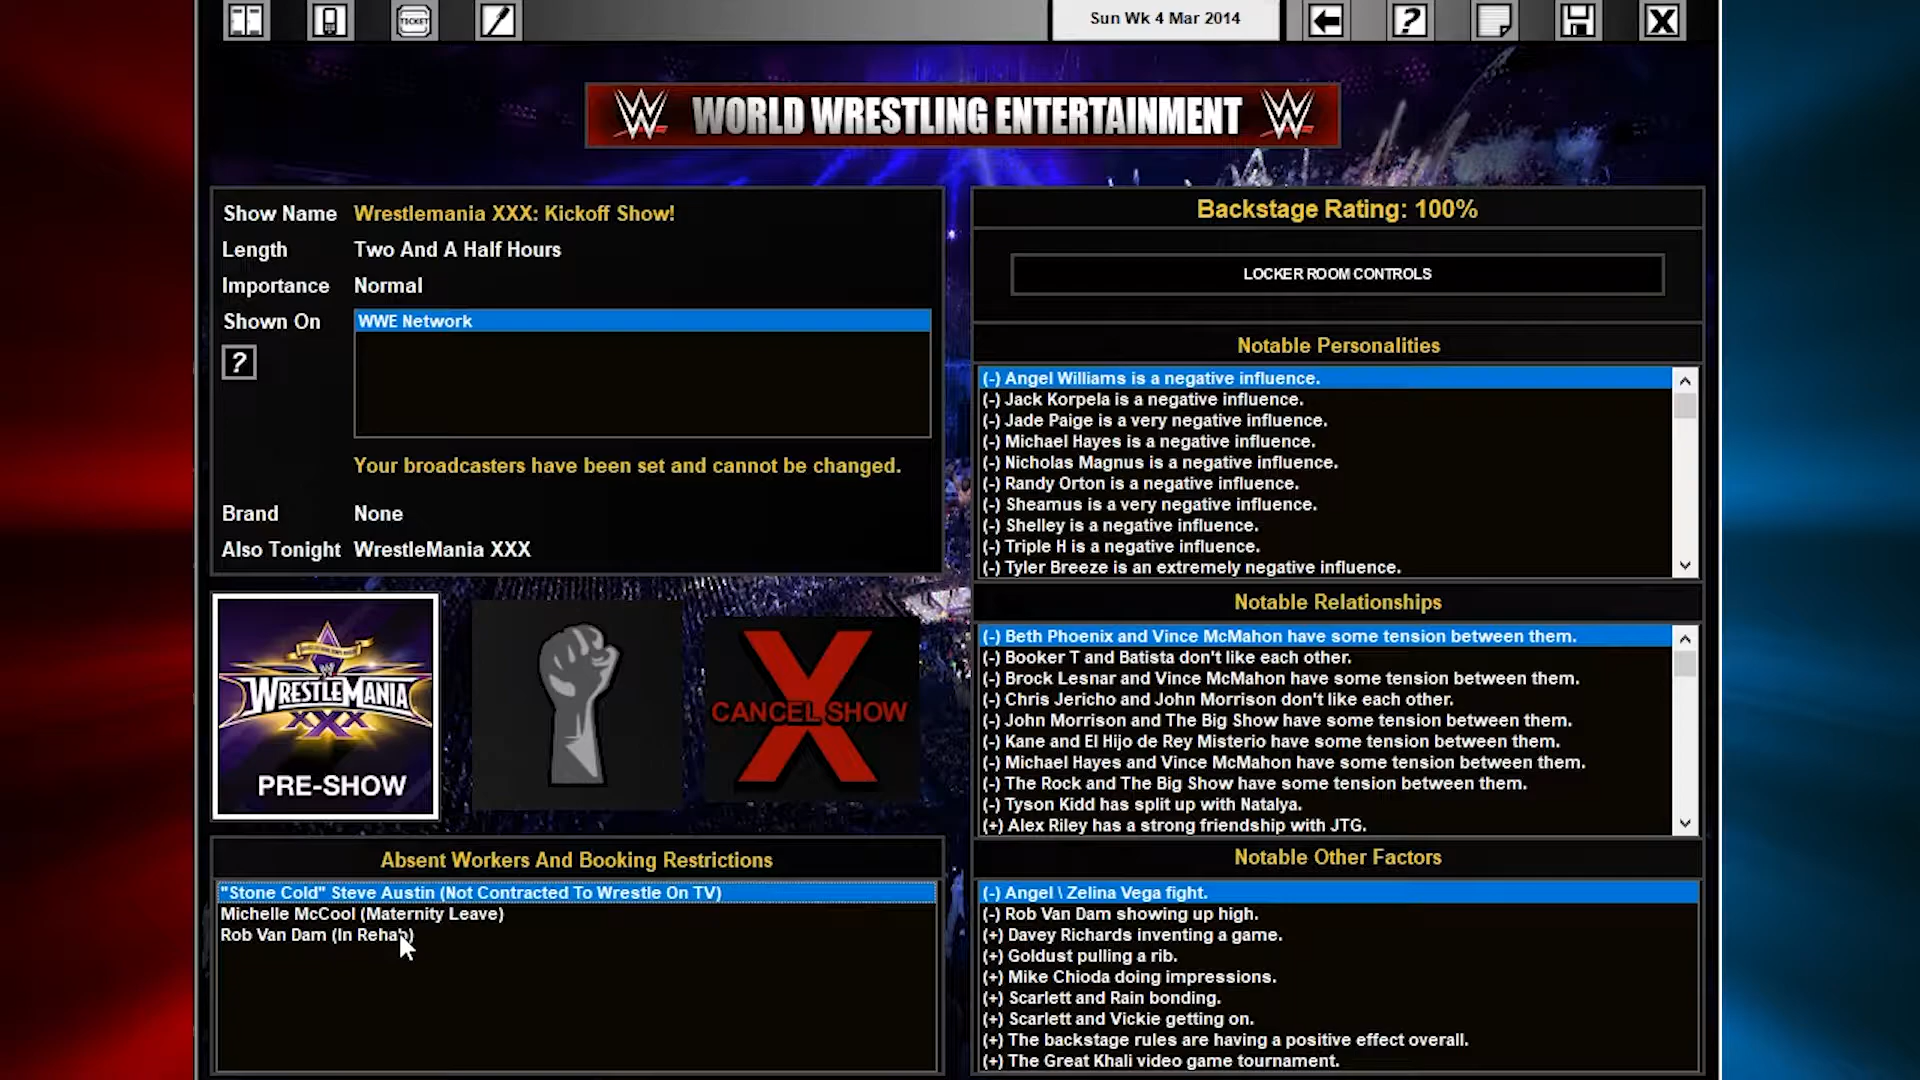 TICKET
Sun Wk 4 Mar 2014
?
X
WORLD WRESTLING ENTERTAINMENT
Show Name Wrestlemania XXX: Kickoff Show!
Length Two And A Half Hours
Importance Normal
Shown On WWE Network
?
Your broadcasters have been set and cannot be changed.
Brand None
Also Tonight WrestleMania XXX
WRESTLEMANIA
XXX
PRE-SHOW
CANCEL SHOW
Absent Workers And Booking Restrictions
"Stone Cold" Steve Austin (Not Contracted To Wrestle On TV)
Michelle McCool (Maternity Leave)
Rob Van Dam (In Rehab)
Backstage Rating: 100%
LOCKER ROOM CONTROLS
Notable Personalities
(-) Angel Williams is a negative influence.
(-) Jack Korpela is a negative influence.
(-) Jade Paige is a very negative influence.
(-) Michael Hayes is a negative influence.
(-) Nicholas Magnus is a negative influence.
(-) Randy Orton is a negative influence.
(-) Sheamus is a very negative influence.
(-) Shelley is a negative influence.
(-) Triple H is a negative influence.
(-) Tyler Breeze is an extremely negative influence.
Notable Relationships
(-) Beth Phoenix and Vince McMahon have some tension between them.
(-) Booker T and Batista don't like each other.
(-) Brock Lesnar and Vince McMahon have some tension between them.
(-) Chris Jericho and John Morrison don't like each other.
(-) John Morrison and The Big Show have some tension between them.
(-) Kane and El Hijo de Rey Misterio have some tension between them.
(-) Michael Hayes and Vince McMahon have some tension between them.
(-) The Rock and The Big Show have some tension between them.
(-) Tyson Kidd has split up with Natalya.
(+) Alex Riley has a strong friendship with JTG.
Notable Other Factors
(-) Angel \ Zelina Vega fight.
(-) Rob Van Dam showing up high.
(+) Davey Richards inventing a game.
(+) Goldust pulling a rib.
(+) Mike Chioda doing impressions.
(+) Scarlett and Rain bonding.
(+) Scarlett and Vickie getting on.
(+) The backstage rules are having a positive effect overall.
(+) The Great Khali video game tournament.